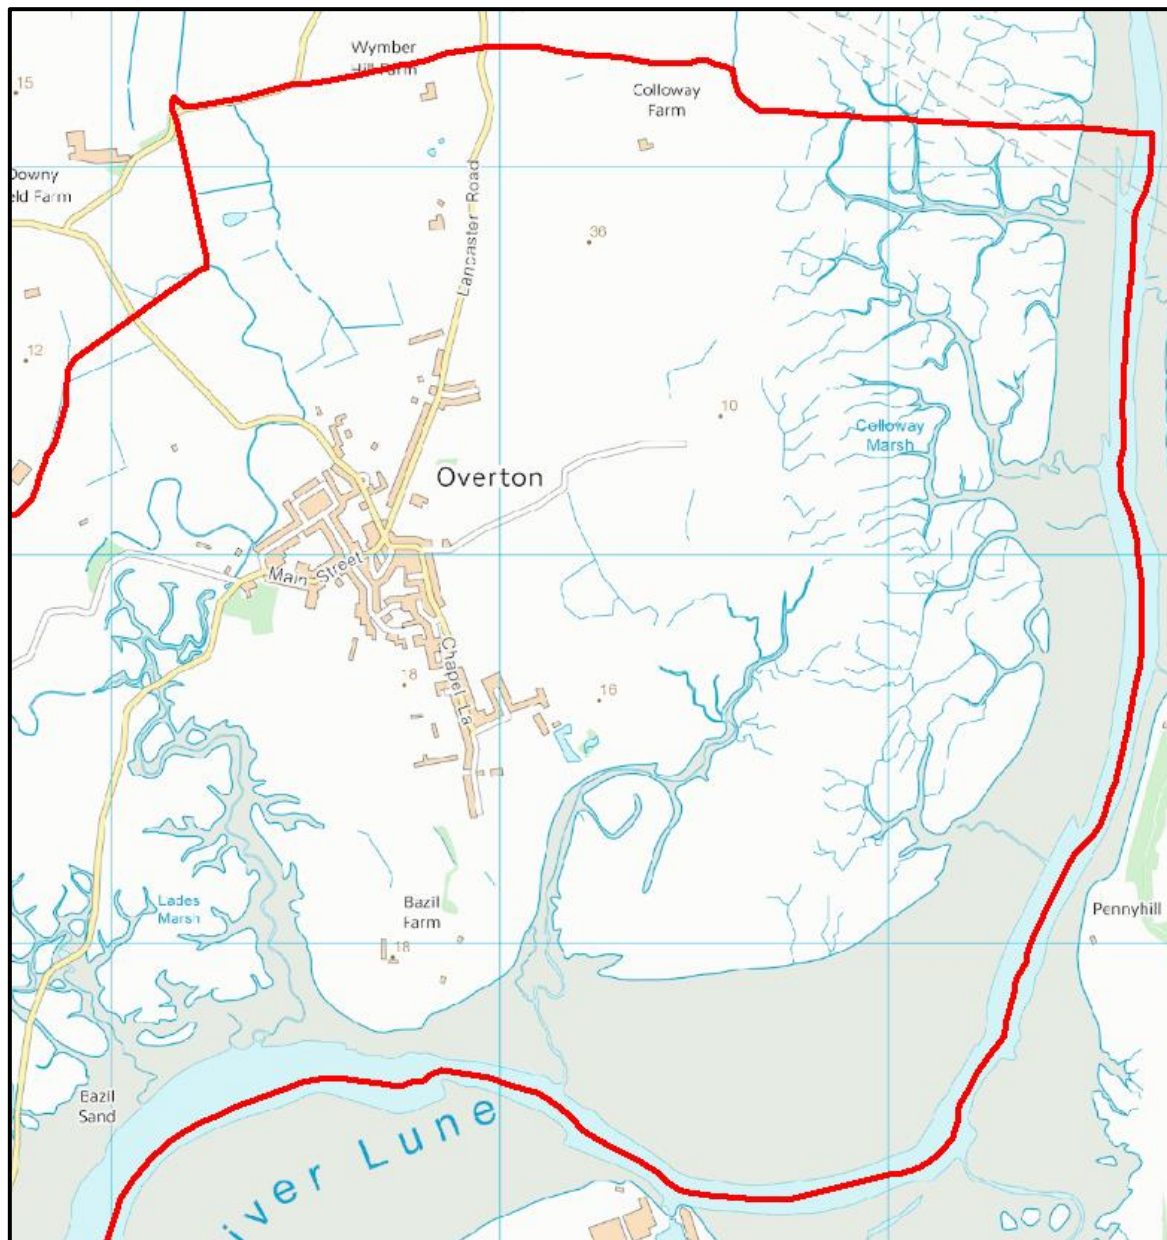 Wymber
Hill Farm
15
Colloway
Farm
Downy
eld Farm
Lancaster Road
36
12
10
Colloway
Marsh
Overton
Main Street
Chapel La
18
16
Lades
Marsh
Bazil
Farm
18
Pennyhill
Bazil
Sand
iver Lune